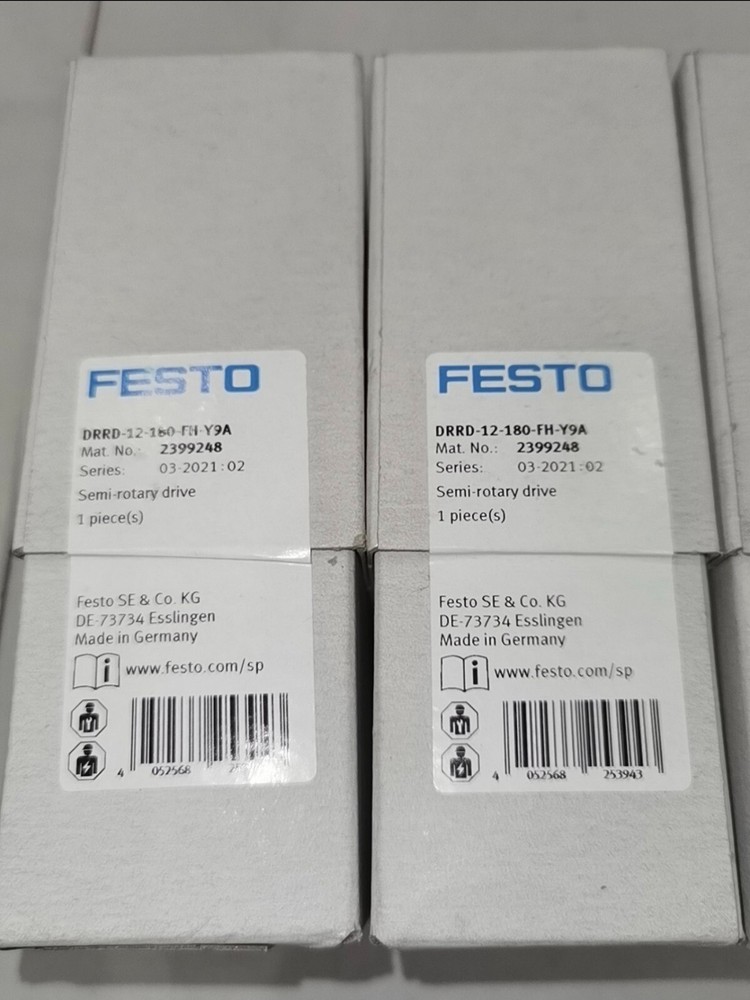 FESTO
DRRD-12-180-FH-Y9A
Mat. No.: 2399248
Series: 03-2021:02
Semi-rotary drive
1 piece(s)
Festo SE & Co. KG
DE-73734 Esslingen
Made in Germany
www.festo.com/sp
4 052568
FESTO
DRRD-12-180-FH-Y9A
Mat. No.: 2399248
Series: 03-2021:02
Semi-rotary drive
1 piece(s)
Festo SE & Co. KG
DE-73734 Esslingen
Made in Germany
i www.festo.com/sp
4 052568 253943